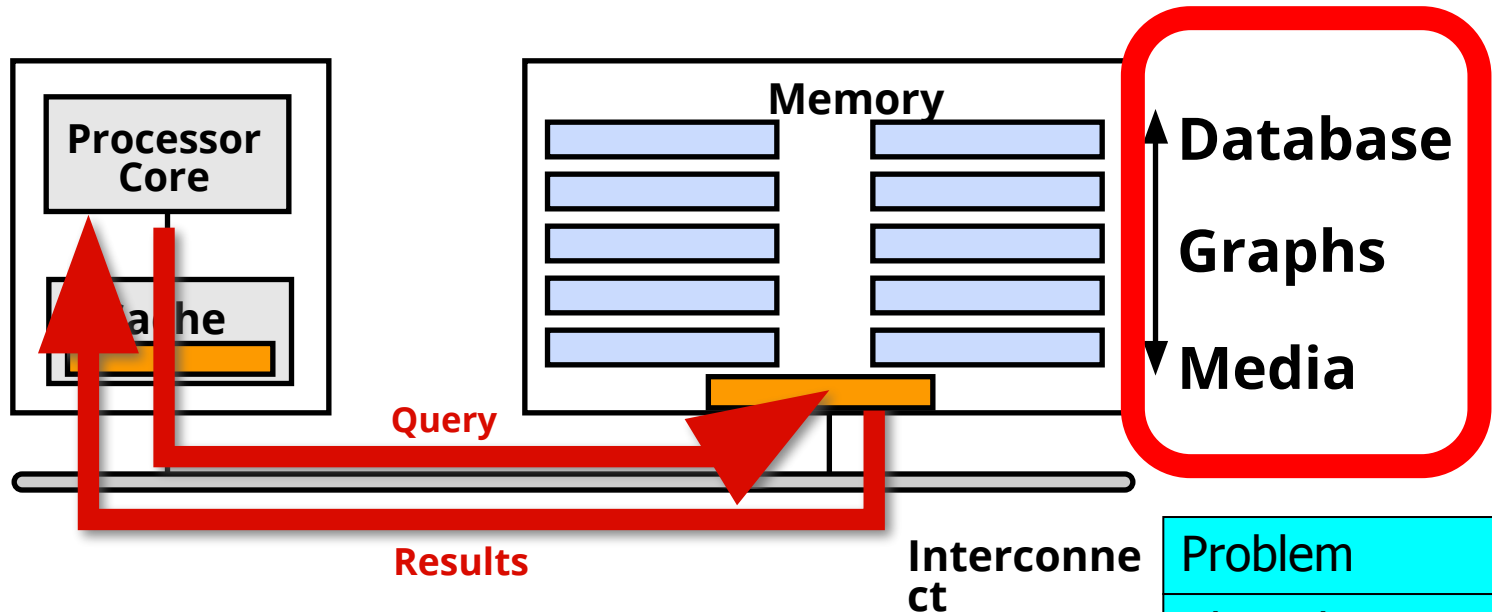 Memory
Processor
Core
Database
Graphs
Media
Query
Results
Interconne
ct
Problem